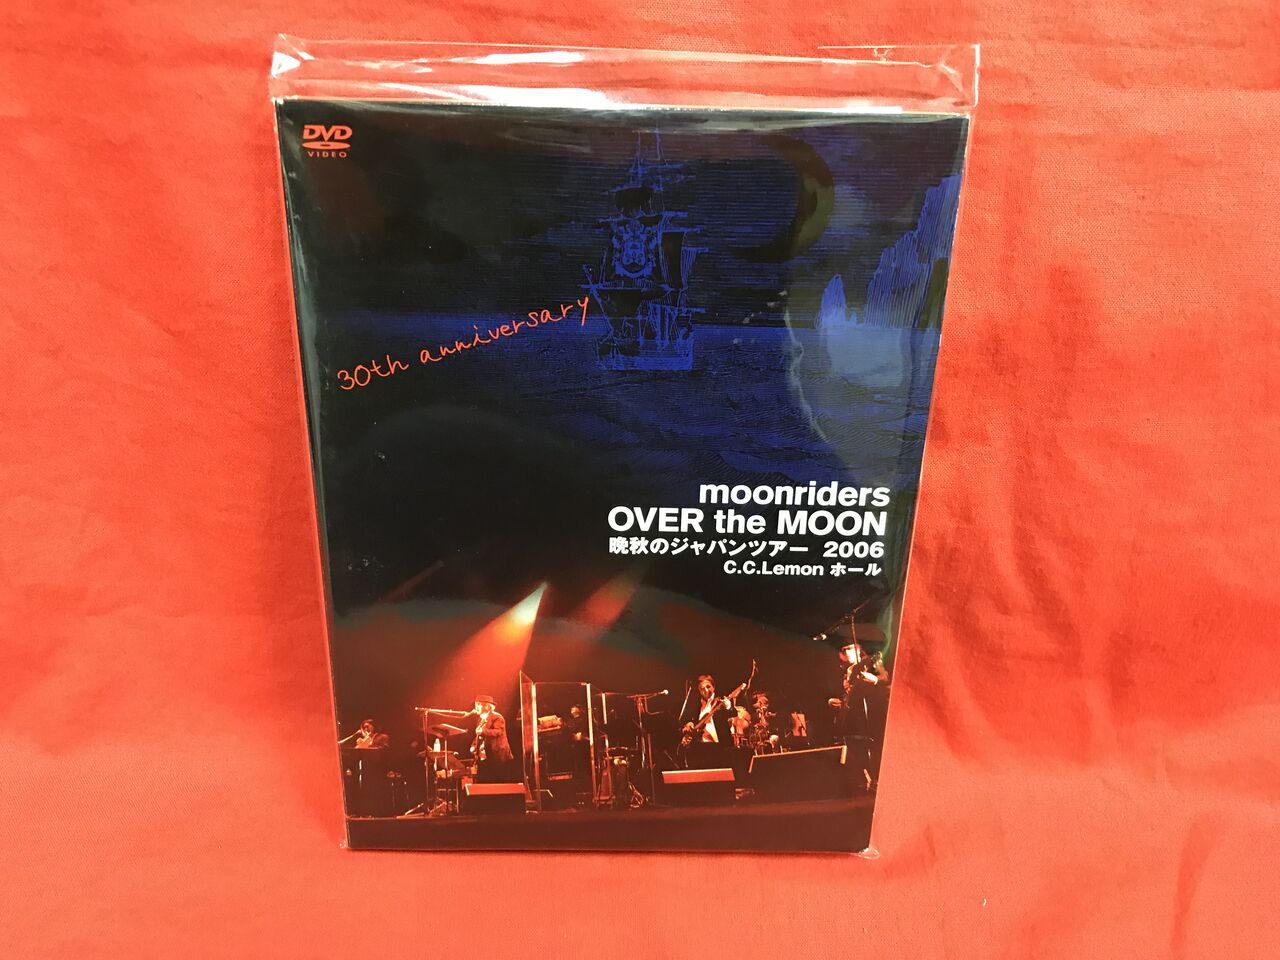 DVD
VIDEO
30th anniversary
moonriders
OVER the MOON
晩秋のジャパンツアー 2006
C.C.Lemon ホール